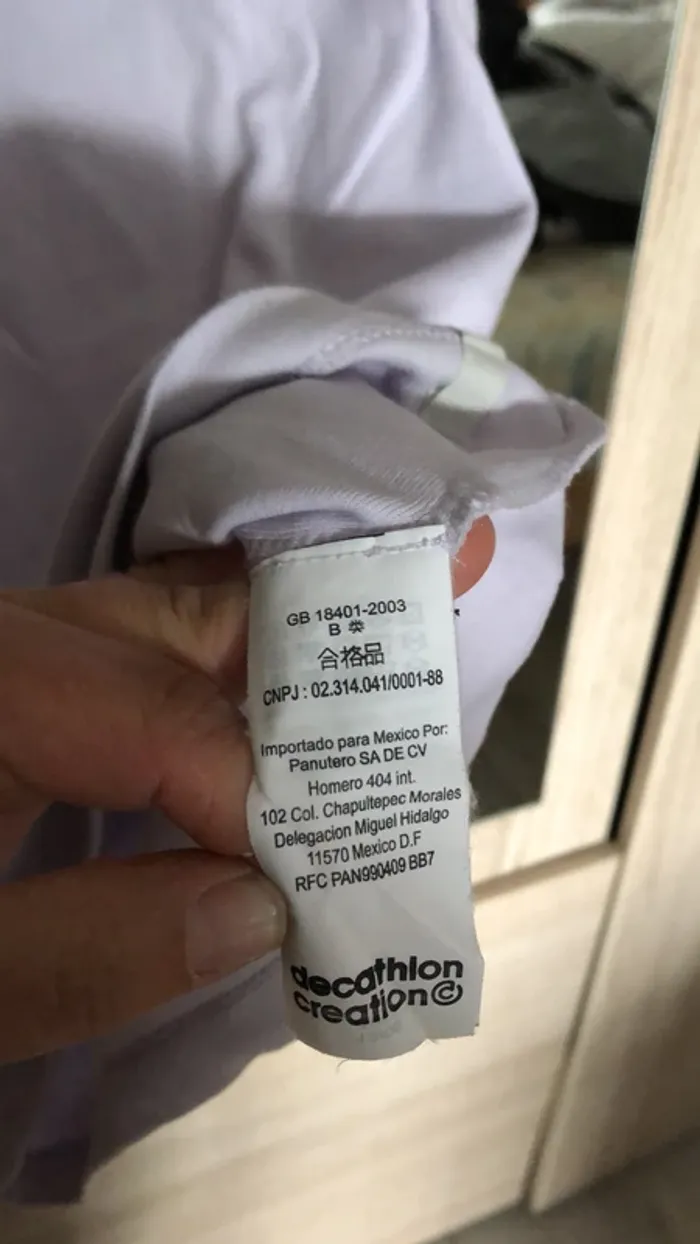 GB 18401-2003
B 类
合格品
CNPJ : 02.314.041/0001-88
Importado para Mexico Por:
Panutero SA DE CV
Homero 404 int.
102 Col. Chapultepec Morales
Delegacion Miguel Hidalgo
11570 Mexico D.F
RFC PAN990409 BB7
decathlon
creation©